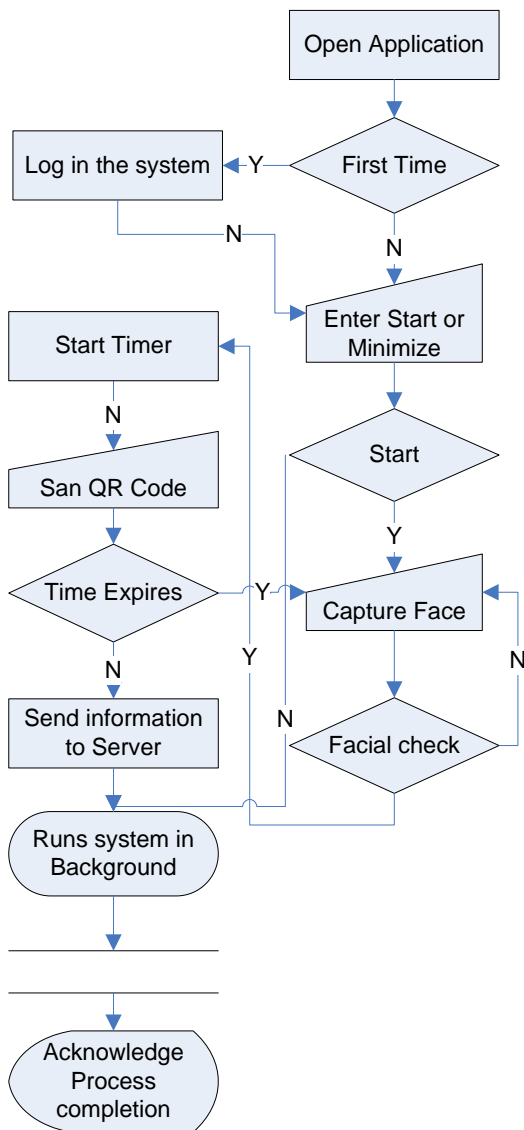 Open Application
First Time
Y
Log in the system
N
N
Enter Start or
Minimize
Start
Y
Capture Face
Facial check
N
Y
Start Timer
N
San QR Code
Time Expires
Y
N
Send information
to Server
N
Runs system in
Background
Acknowledge
Process
completion